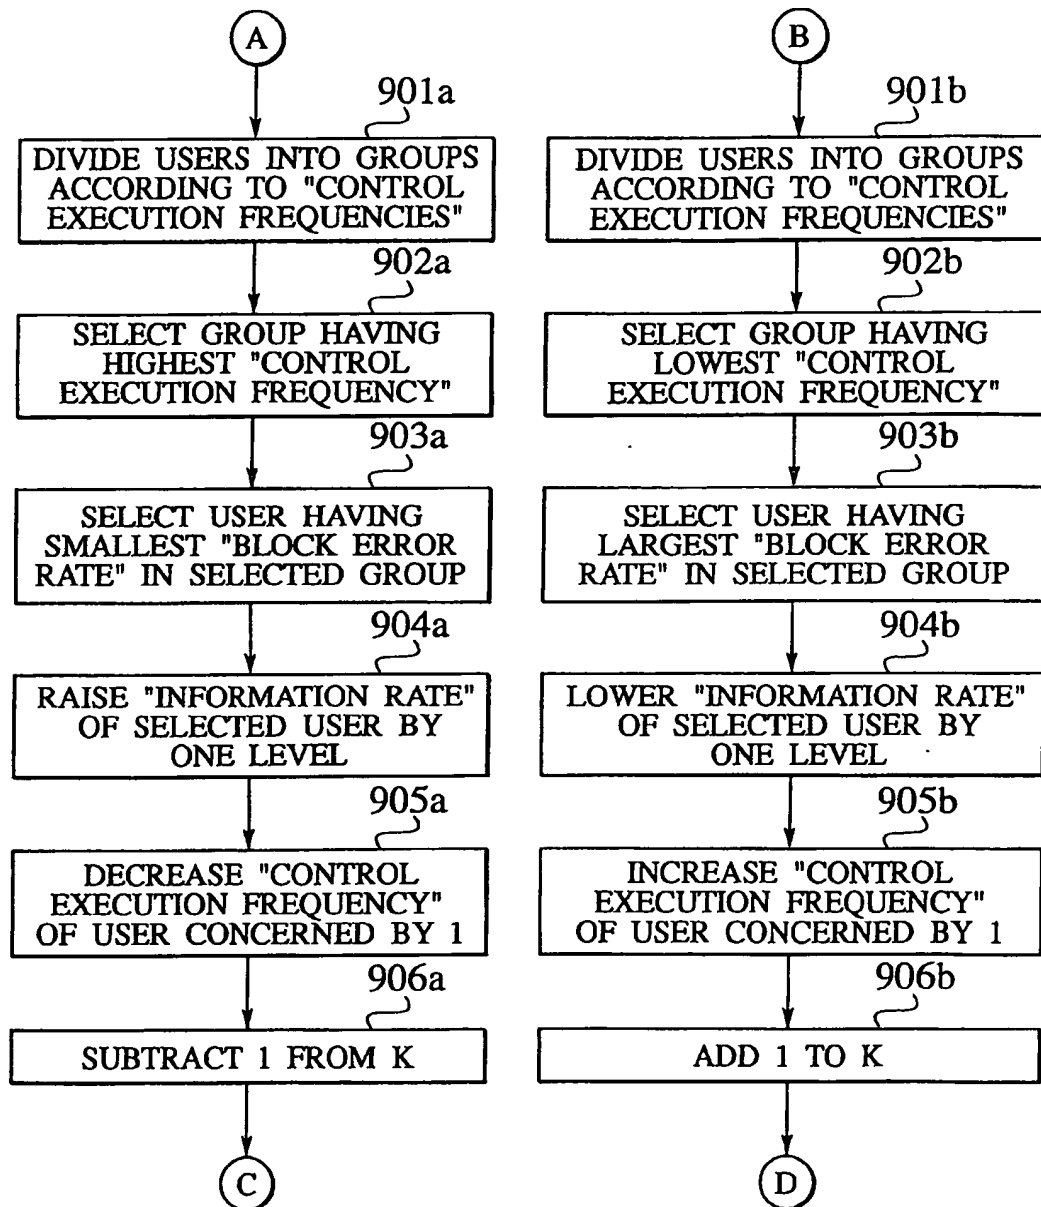 A
901a
DIVIDE USERS INTO GROUPS
ACCORDING TO "CONTROL
EXECUTION FREQUENCIES"
902a
SELECT GROUP HAVING
HIGHEST "CONTROL
EXECUTION FREQUENCY"
903a
SELECT USER HAVING
SMALLEST "BLOCK ERROR
RATE" IN SELECTED GROUP
904a
RAISE "INFORMATION RATE"
OF SELECTED USER BY
ONE LEVEL
905a
DECREASE "CONTROL
EXECUTION FREQUENCY"
OF USER CONCERNED BY 1
906a
SUBTRACT 1 FROM K
C
B
901b
DIVIDE USERS INTO GROUPS
ACCORDING TO "CONTROL
EXECUTION FREQUENCIES"
902b
SELECT GROUP HAVING
LOWEST "CONTROL
EXECUTION FREQUENCY"
903b
SELECT USER HAVING
LARGEST "BLOCK ERROR
RATE" IN SELECTED GROUP
904b
LOWER "INFORMATION RATE"
OF SELECTED USER BY
ONE LEVEL
905b
INCREASE "CONTROL
EXECUTION FREQUENCY"
OF USER CONCERNED BY 1
906b
ADD 1 TO K
D